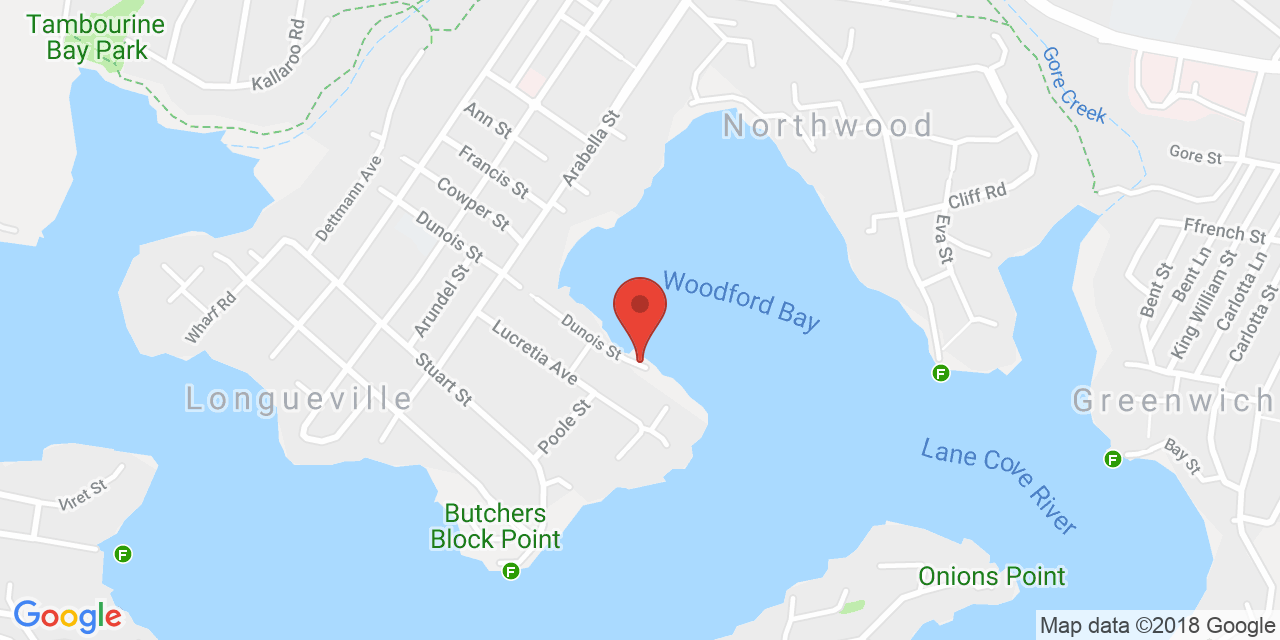 Tambourine
Bay Park
Kallaroo Rd
Gore Creek
Ann St
Arabella St
Northwood
Francis St
Gore St
Dettmann Ave
Cowper St
Cliff Rd
Dunois St
Eva St
Ffrench St
Bent Ln
Bent St
King William St
Carlotta Ln
Carlotta St
Woodford Bay
Wharf Rd
Arundel St
Dunois St
Lucretia Ave
Stuart St
Longueville
Greenwich
Poole St
F
Lane Cove River
Bay St
F
Viret St
Butchers
Block Point
F
F
Onions Point
Google
Map data ©2018 Google